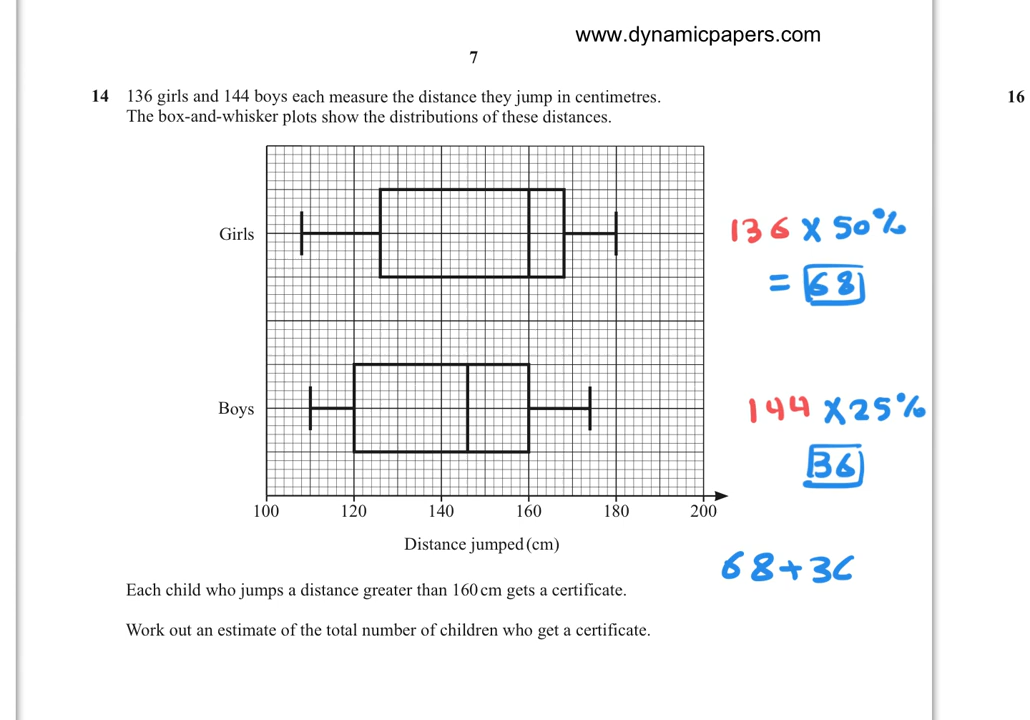 www.dynamicpapers.com
7
14 136 girls and 144 boys each measure the distance they jump in centimetres.
The box-and-whisker plots show the distributions of these distances.
16
Girls
136 x 50%
= 68
Boys
144 x 25%
36
100 120 140 160 180 200
Distance jumped (cm)
68 + 36
Each child who jumps a distance greater than 160 cm gets a certificate.
Work out an estimate of the total number of children who get a certificate.